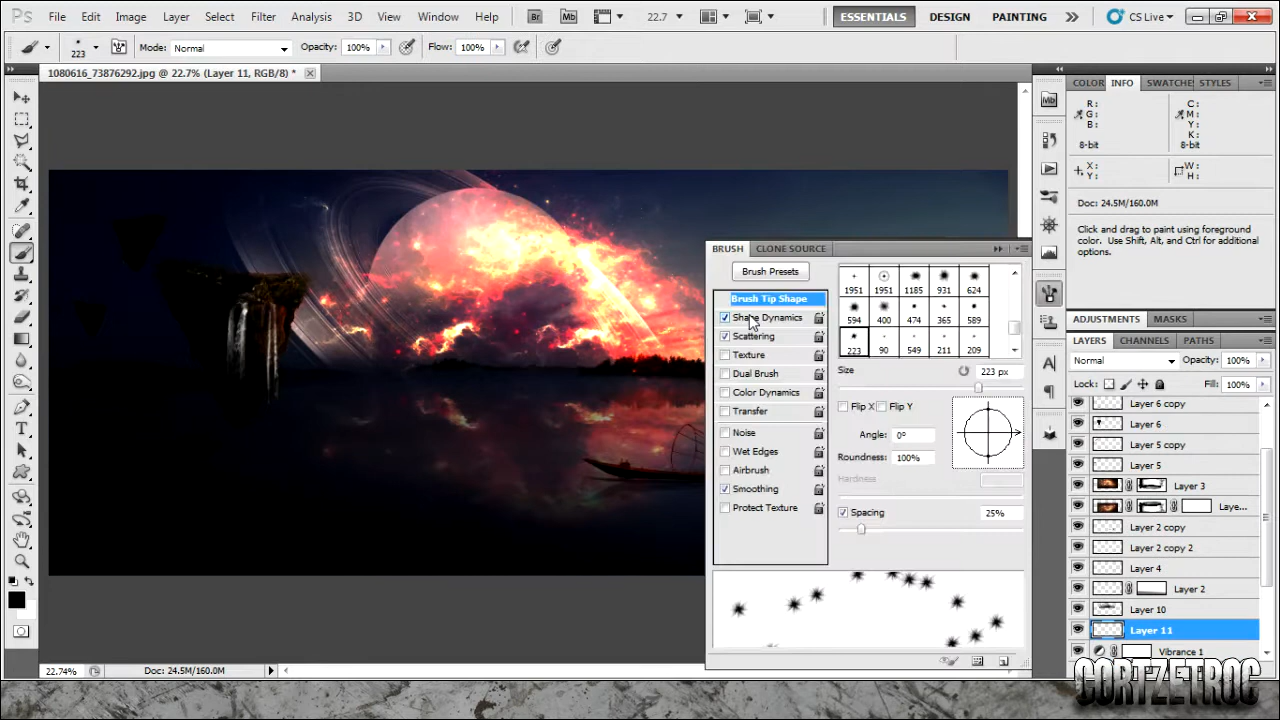 Ps File Edit Image Layer Select Filter Analysis 3D View Window Help Br Mb 22.7 ESSENTIALS DESIGN PAINTING CS Live
223 Mode: Normal Opacity: 100% Flow: 100%
1080616_73876292.jpg @ 22.7% (Layer 11, RGB/8) *
COLOR INFO SWATCHES STYLES
Mb
R: C:
G: M:
B: Y:
K:
8-bit 8-bit
X: W:
Y: H:
Doc: 24.5M/160.0M
Click and drag to paint using foreground
color. Use Shift, Alt, and Ctrl for additional
options.
BRUSH CLONE SOURCE
Brush Presets
Brush Tip Shape
Shape Dynamics
Scattering
Texture
Dual Brush
Color Dynamics
Transfer
Noise
Wet Edges
Airbrush
Smoothing
Protect Texture
1951 1951 1185 931 624
594 400 474 365 589
223 90 549 211 209
Size 223 px
Flip X Flip Y
Angle: 0º
Roundness: 100%
Hardness
Spacing 25%
ADJUSTMENTS MASKS
LAYERS CHANNELS PATHS
Normal Opacity: 100%
Lock: Fill: 100%
Layer 6 copy
Layer 6
Layer 5 copy
Layer 5
Layer 3
Laye...
Layer 2 copy
Layer 2 copy 2
Layer 4
Layer 2
Layer 10
Layer 11
Vibrance 1
22.74% Doc: 24.5M/160.0M
CORTZETROC